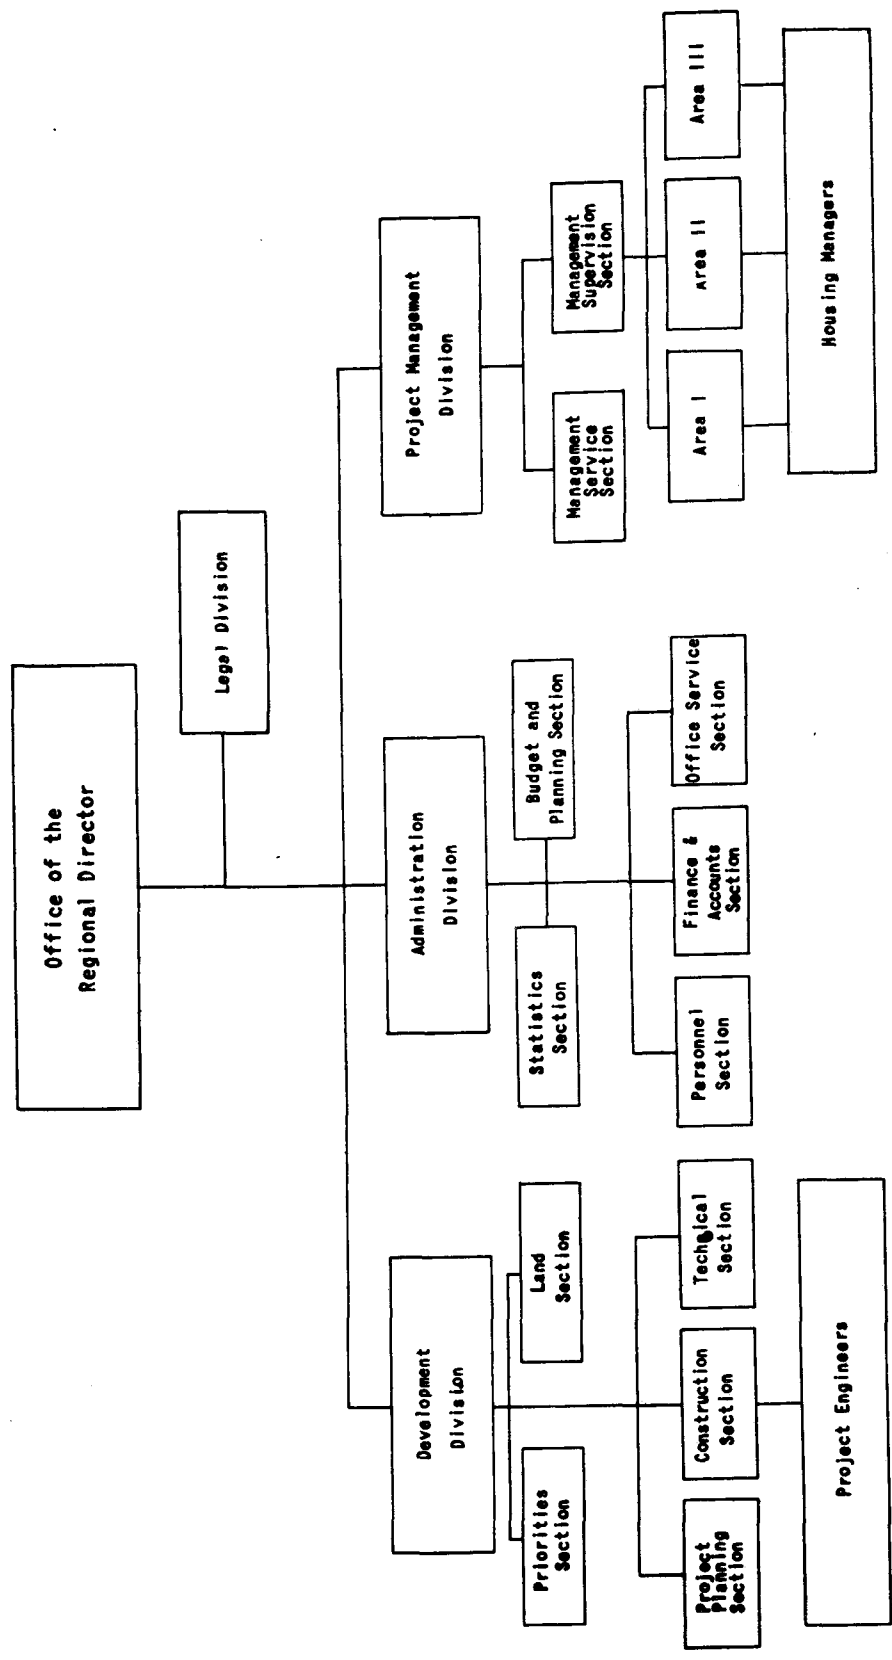 Office of the
Regional Director
Legal Division
Development
Division
Administration
Division
Project Management
Division
Priorities
Section
Land
Section
Statistics
Section
Budget and
Planning Section
Management
Service
Section
Management
Supervision
Section
Project
Planning
Section
Construction
Section
Technical
Section
Personnel
Section
Finance &
Accounts
Section
Office Service
Section
Area I
Area II
Area III
Project Engineers
Housing Managers